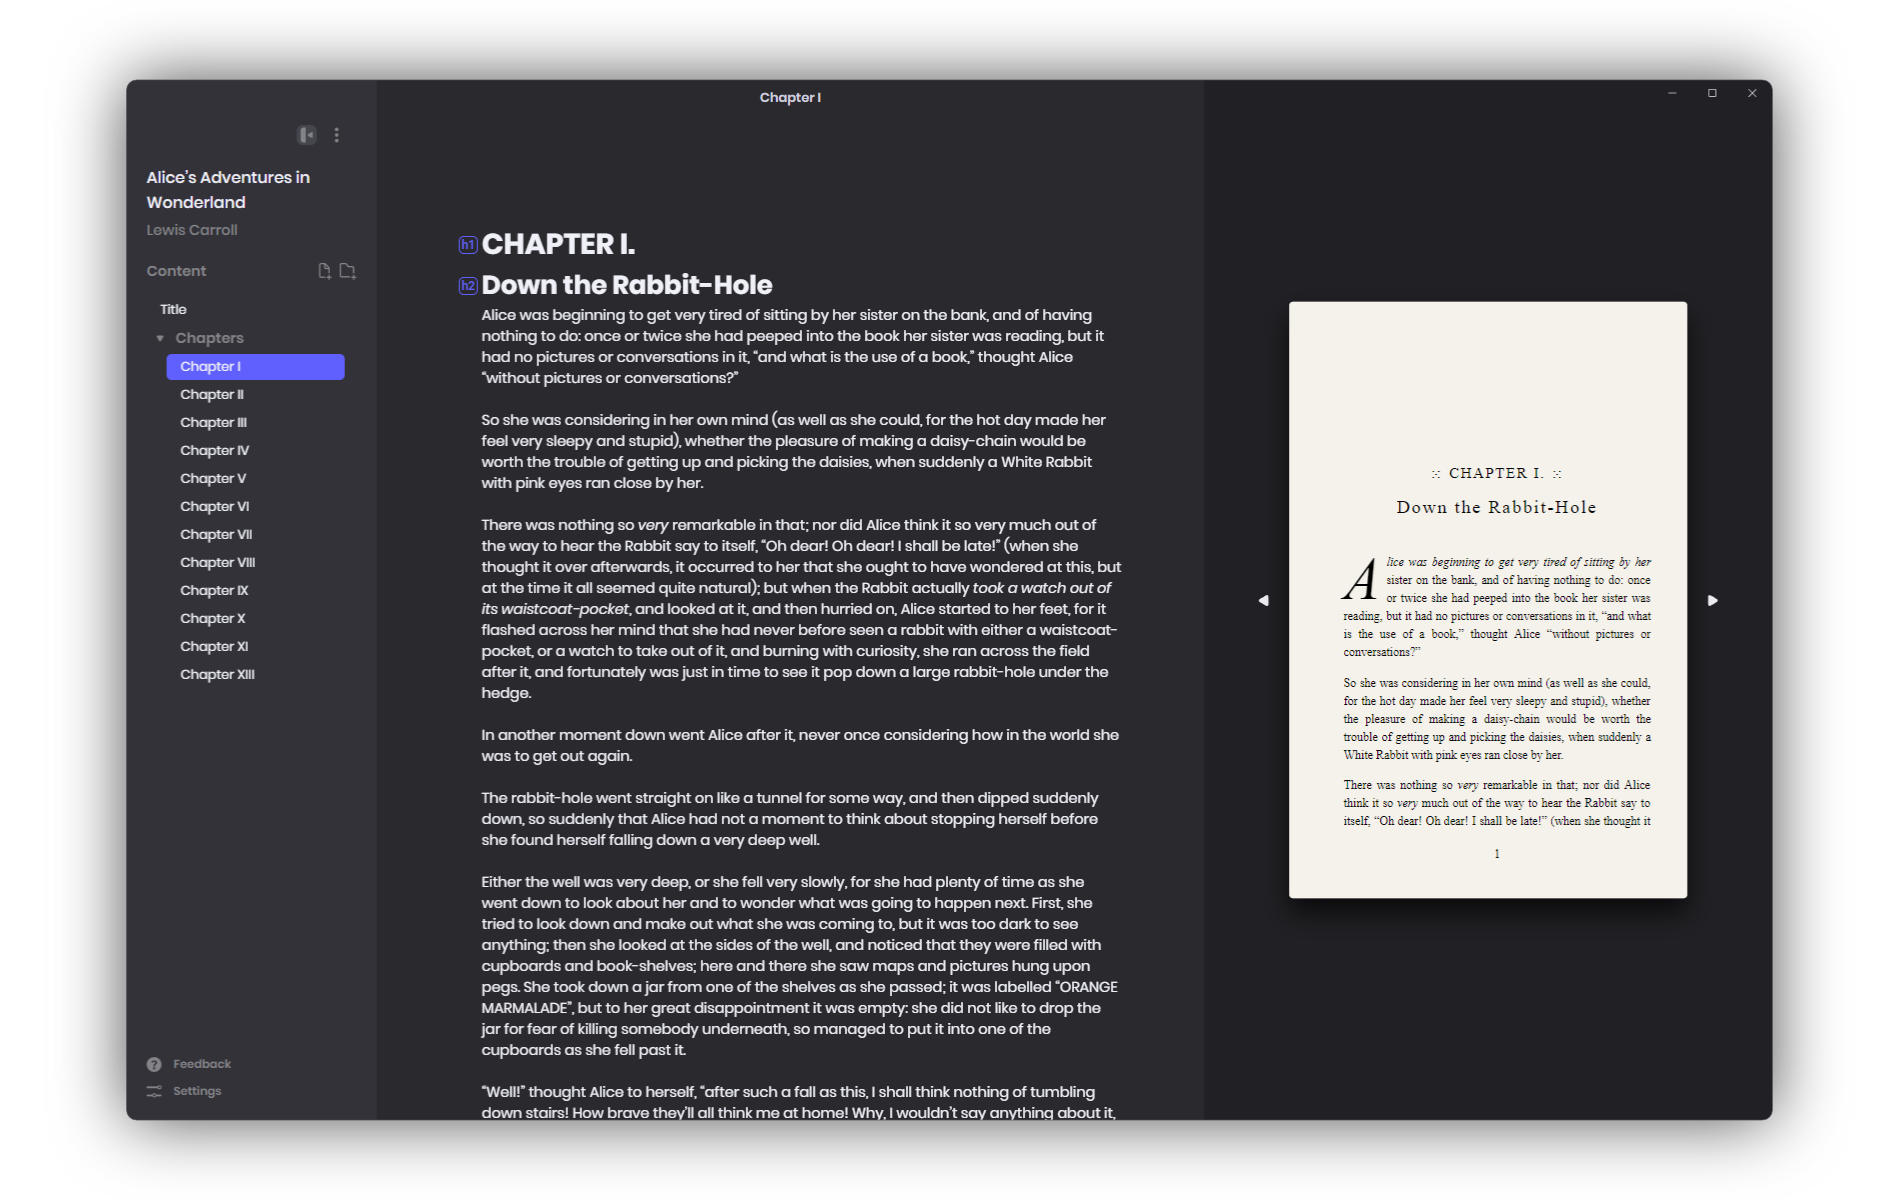 Chapter I
Alice's Adventures in
Wonderland
Lewis Carroll
Content
Title
Chapters
Chapter I
Chapter II
Chapter III
Chapter IV
Chapter V
Chapter VI
Chapter VII
Chapter VIII
Chapter IX
Chapter X
Chapter XI
Chapter XIII
Feedback
Settings
h1 CHAPTER I.
h2 Down the Rabbit-Hole
Alice was beginning to get very tired of sitting by her sister on the bank, and of having
nothing to do: once or twice she had peeped into the book her sister was reading, but it
had no pictures or conversations in it, “and what is the use of a book,” thought Alice
“without pictures or conversations?”
So she was considering in her own mind (as well as she could, for the hot day made her
feel very sleepy and stupid), whether the pleasure of making a daisy-chain would be
worth the trouble of getting up and picking the daisies, when suddenly a White Rabbit
with pink eyes ran close by her.
There was nothing so very remarkable in that; nor did Alice think it so very much out of
the way to hear the Rabbit say to itself, “Oh dear! Oh dear! I shall be late!” (when she
thought it over afterwards, it occurred to her that she ought to have wondered at this, but
at the time it all seemed quite natural); but when the Rabbit actually took a watch out of
its waistcoat-pocket, and looked at it, and then hurried on, Alice started to her feet, for it
flashed across her mind that she had never before seen a rabbit with either a waistcoat-
pocket, or a watch to take out of it, and burning with curiosity, she ran across the field
after it, and fortunately was just in time to see it pop down a large rabbit-hole under the
hedge.
In another moment down went Alice after it, never once considering how in the world she
was to get out again.
The rabbit-hole went straight on like a tunnel for some way, and then dipped suddenly
down, so suddenly that Alice had not a moment to think about stopping herself before
she found herself falling down a very deep well.
Either the well was very deep, or she fell very slowly, for she had plenty of time as she
went down to look about her and to wonder what was going to happen next. First, she
tried to look down and make out what she was coming to, but it was too dark to see
anything; then she looked at the sides of the well, and noticed that they were filled with
cupboards and book-shelves; here and there she saw maps and pictures hung upon
pegs. She took down a jar from one of the shelves as she passed; it was labelled “ORANGE
MARMALADE”, but to her great disappointment it was empty: she did not like to drop the
jar for fear of killing somebody underneath, so managed to put it into one of the
cupboards as she fell past it.
“Well!” thought Alice to herself, “after such a fall as this, I shall think nothing of tumbling
down stairs! How brave they’ll all think me at home! Why, I wouldn’t say anything about it,
CHAPTER I.
Down the Rabbit-Hole
Alice was beginning to get very tired of sitting by her
sister on the bank, and of having nothing to do: once
or twice she had peeped into the book her sister was
reading, but it had no pictures or conversations in it, “and what
is the use of a book,” thought Alice “without pictures or
conversations?”
So she was considering in her own mind (as well as she could,
for the hot day made her feel very sleepy and stupid), whether
the pleasure of making a daisy-chain would be worth the
trouble of getting up and picking the daisies, when suddenly a
White Rabbit with pink eyes ran close by her.
There was nothing so very remarkable in that; nor did Alice
think it so very much out of the way to hear the Rabbit say to
itself, “Oh dear! Oh dear! I shall be late!” (when she thought it
1